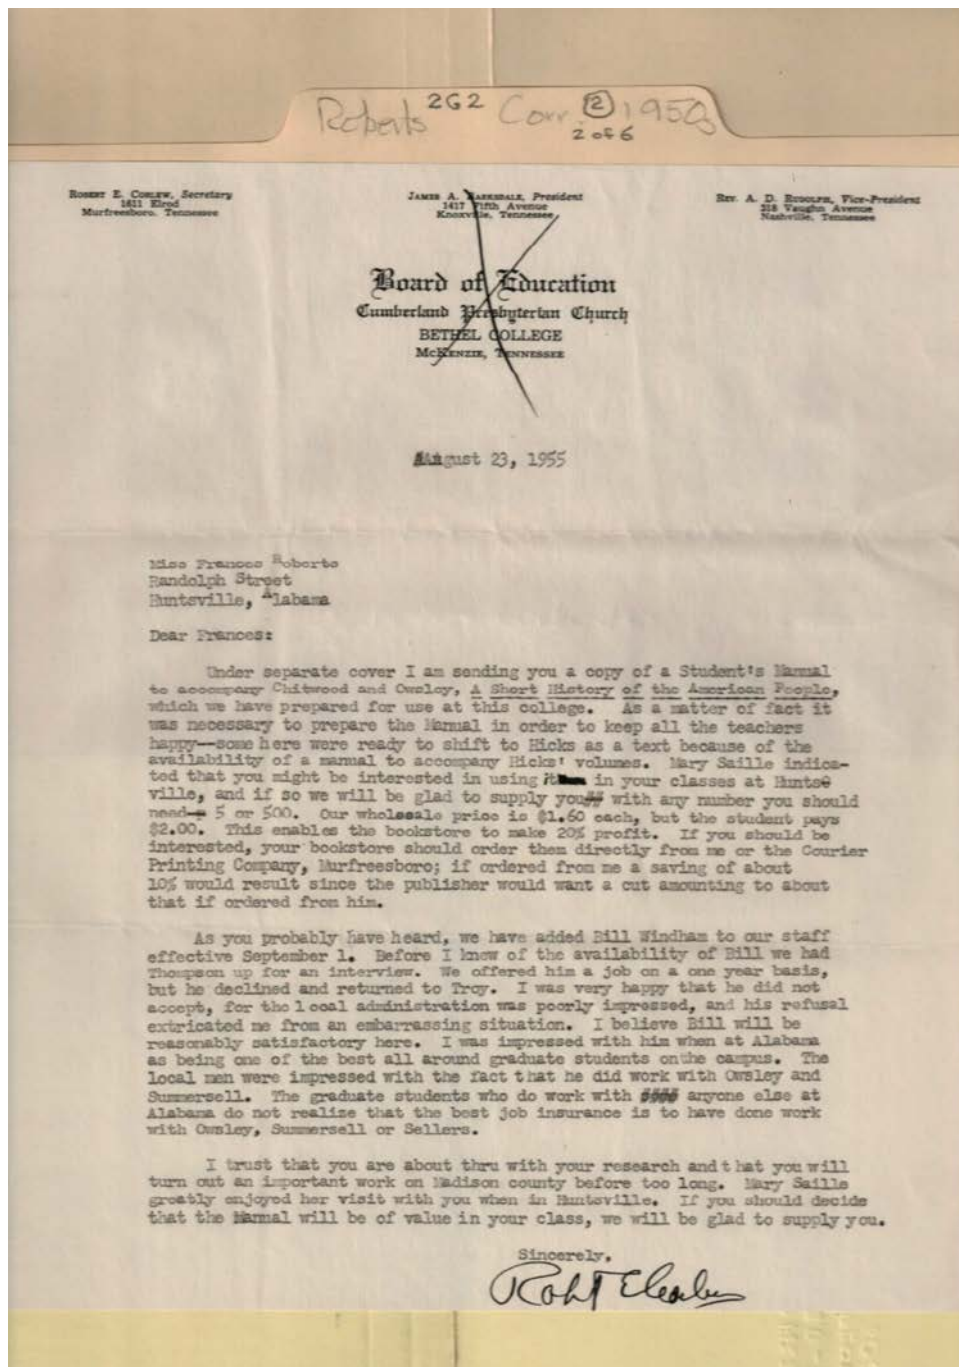 Roberts 2G2 Corr. (2) 1950s
2 of 6
ROBERT E. CORLEW, Secretary
1611 Elrod
Murfreesboro, Tennessee
JAMES A. BARKSDALE, President
1417 Fifth Avenue
Knoxville, Tennessee
REV. A. D. RUDOLPH, Vice-President
318 Vaughn Avenue
Nashville, Tennessee
Board of Education
Cumberland Presbyterian Church
BETHEL COLLEGE
MCKENZIE, TENNESSEE
August 23, 1955
Miss Frances Roberts
Randolph Street
Huntsville, Alabama
Dear Frances:
Under separate cover I am sending you a copy of a Student's Manual
to accompany Chitwood and Owsley, A Short History of the American People,
which we have prepared for use at this college. As a matter of fact it
was necessary to prepare the Manual in order to keep all the teachers
happy--some here were ready to shift to Hicks as a text because of the
availability of a manual to accompany Hicks' volumes. Mary Saille indica-
ted that you might be interested in using it in your classes at Hunts
ville, and if so we will be glad to supply you with any number you should
need- 5 or 500. Our wholesale price is $1.60 each, but the student pays
$2.00. This enables the bookstore to make 20% profit. If you should be
interested, your bookstore should order them directly from me or the Courier
Printing Company, Murfreesboro; if ordered from me a saving of about
10% would result since the publisher would want a cut amounting to about
that if ordered from him.
As you probably have heard, we have added Bill Windham to our staff
effective September 1. Before I knew of the availability of Bill we had
Thompson up for an interview. We offered him a job on a one year basis,
but he declined and returned to Troy. I was very happy that he did not
accept, for the local administration was poorly impressed, and his refusal
extricated me from an embarrassing situation. I believe Bill will be
reasonably satisfactory here. I was impressed with him when at Alabama
as being one of the best all around graduate students on the campus. The
local men were impressed with the fact that he did work with Owsley and
Summersell. The graduate students who do work with anyone else at
Alabama do not realize that the best job insurance is to have done work
with Owsley, Summersell or Sellers.
I trust that you are about thru with your research and that you will
turn out an important work on Madison county before too long. Mary Saille
greatly enjoyed her visit with you when in Huntsville. If you should decide
that the Manual will be of value in your class, we will be glad to supply you.
Sincerely,
Robt E Corlew